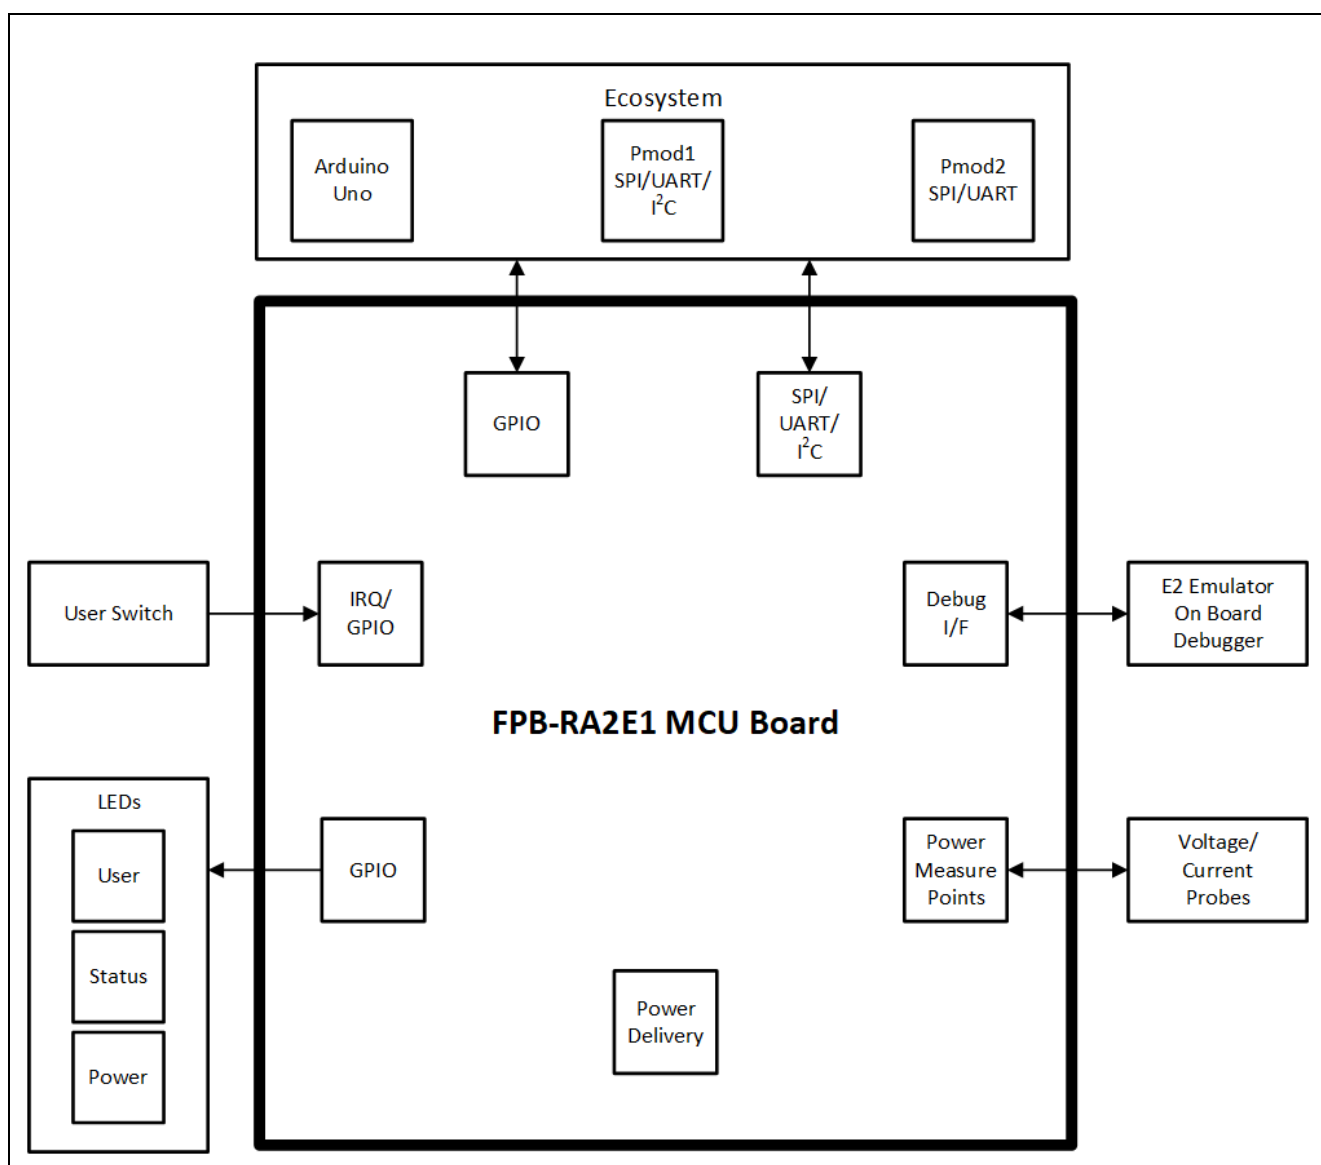 Ecosystem
Arduino
Uno
Pmod1
SPI/UART/
I²C
Pmod2
SPI/UART
GPIO
SPI/
UART/
I²C
User Switch
IRQ/
GPIO
Debug
I/F
E2 Emulator
On Board
Debugger
FPB-RA2E1 MCU Board
LEDs
User
Status
Power
GPIO
Power
Measure
Points
Voltage/
Current
Probes
Power
Delivery